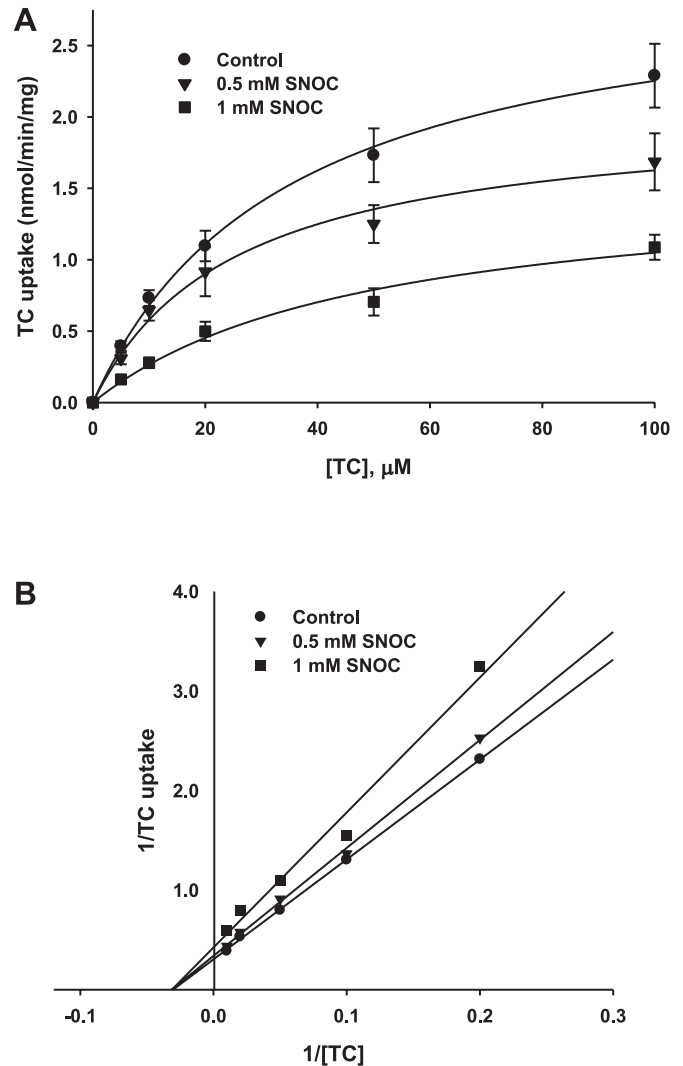 A
2.5
Control
0.5 mM SNOC
1 mM SNOC
2.0
1.5
1.0
0.5
0.0
TC uptake (nmol/min/mg)
0 20 40 60 80 100
[TC], μM
B
4.0
Control
0.5 mM SNOC
1 mM SNOC
3.0
2.0
1.0
1/TC uptake
-0.1 0.0 0.1 0.2 0.3
1/[TC]